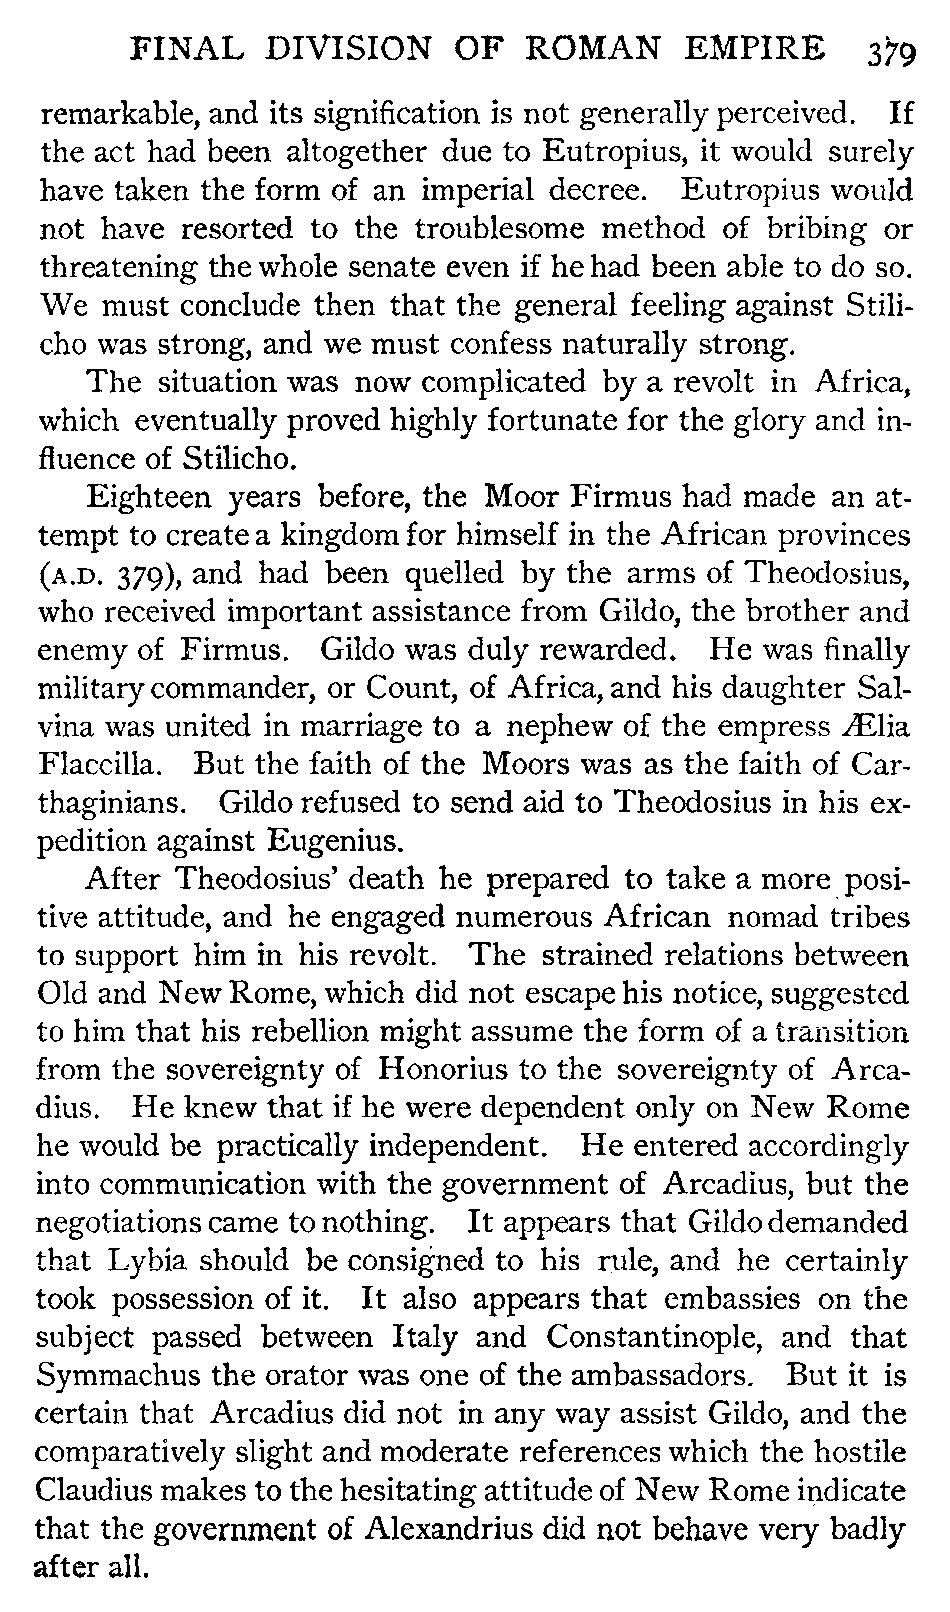 FINAL DIVISION OF ROMAN EMPIRE 379
remarkable, and its signification is not generally perceived. If
the act had been altogether due to Eutropius, it would surely
have taken the form of an imperial decree. Eutropius would
not have resorted to the troublesome method of bribing or
threatening the whole senate even if he had been able to do so.
We must conclude then that the general feeling against Stili-
cho was strong, and we must confess naturally strong.
The situation was now complicated by a revolt in Africa,
which eventually proved highly fortunate for the glory and in-
fluence of Stilicho.
Eighteen years before, the Moor Firmus had made an at-
tempt to create a kingdom for himself in the African provinces
(A.D. 379), and had been quelled by the arms of Theodosius,
who received important assistance from Gildo, the brother and
enemy of Firmus. Gildo was duly rewarded. He was finally
military commander, or Count, of Africa, and his daughter Sal-
vina was united in marriage to a nephew of the empress Ælia
Flaccilla. But the faith of the Moors was as the faith of Car-
thaginians. Gildo refused to send aid to Theodosius in his ex-
pedition against Eugenius.
After Theodosius' death he prepared to take a more posi-
tive attitude, and he engaged numerous African nomad tribes
to support him in his revolt. The strained relations between
Old and New Rome, which did not escape his notice, suggested
to him that his rebellion might assume the form of a transition
from the sovereignty of Honorius to the sovereignty of Arca-
dius. He knew that if he were dependent only on New Rome
he would be practically independent. He entered accordingly
into communication with the government of Arcadius, but the
negotiations came to nothing. It appears that Gildo demanded
that Lybia should be consigned to his rule, and he certainly
took possession of it. It also appears that embassies on the
subject passed between Italy and Constantinople, and that
Symmachus the orator was one of the ambassadors. But it is
certain that Arcadius did not in any way assist Gildo, and the
comparatively slight and moderate references which the hostile
Claudius makes to the hesitating attitude of New Rome indicate
that the government of Alexandrius did not behave very badly
after all.